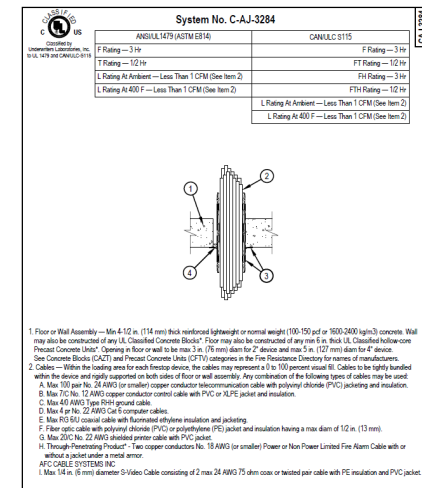 CLASSIFIED
C UL US
Classified by
Underwriters Laboratories, Inc.
to UL 1479 and CAN/ULC-S115
System No. C-AJ-3284
C-AJ-3284
ANSI/UL1479 (ASTM E814)
CAN/ULC S115
F Rating — 3 Hr
F Rating — 3 Hr
T Rating — 1/2 Hr
FT Rating — 1/2 Hr
L Rating At Ambient — Less Than 1 CFM (See Item 2)
FH Rating — 3 Hr
L Rating At 400 F — Less Than 1 CFM (See Item 2)
FTH Rating — 1/2 Hr
L Rating At Ambient — Less Than 1 CFM (See Item 2)
L Rating At 400 F — Less Than 1 CFM (See Item 2)
1
2
4
3
1. Floor or Wall Assembly — Min 4-1/2 in. (114 mm) thick reinforced lightweight or normal weight (100-150 pcf or 1600-2400 kg/m3) concrete. Wall
may also be constructed of any UL Classified Concrete Blocks*. Floor may also be constructed of any min 6 in. thick UL Classified hollow-core
Precast Concrete Units*. Opening in floor or wall to be max 3 in. (76 mm) diam for 2" device and max 5 in. (127 mm) diam for 4" device.
See Concrete Blocks (CAZT) and Precast Concrete Units (CFTV) categories in the Fire Resistance Directory for names of manufacturers.
2. Cables — Within the loading area for each firestop device, the cables may represent a 0 to 100 percent visual fill. Cables to be tightly bundled
within the device and rigidly supported on both sides of floor or wall assembly. Any combination of the following types of cables may be used:
A. Max 100 pair No. 24 AWG (or smaller) copper conductor telecommunication cable with polyvinyl chloride (PVC) jacketing and insulation.
B. Max 7/C No. 12 AWG copper conductor control cable with PVC or XLPE jacket and insulation.
C. Max 4/0 AWG Type RHH ground cable.
D. Max 4 pr No. 22 AWG Cat 6 computer cables.
E. Max RG 6/U coaxial cable with fluorinated ethylene insulation and jacketing.
F. Fiber optic cable with polyvinyl chloride (PVC) or polyethylene (PE) jacket and insulation having a max diam of 1/2 in. (13 mm).
G. Max 20/C No. 22 AWG shielded printer cable with PVC jacket.
H. Through-Penetrating Product* - Two copper conductors No. 18 AWG (or smaller) Power or Non Power Limited Fire Alarm Cable with or
without a jacket under a metal armor.
AFC CABLE SYSTEMS INC
I. Max 1/4 in. (6 mm) diameter S-Video Cable consisting of 2 max 24 AWG 75 ohm coax or twisted pair cable with PE insulation and PVC jacket.